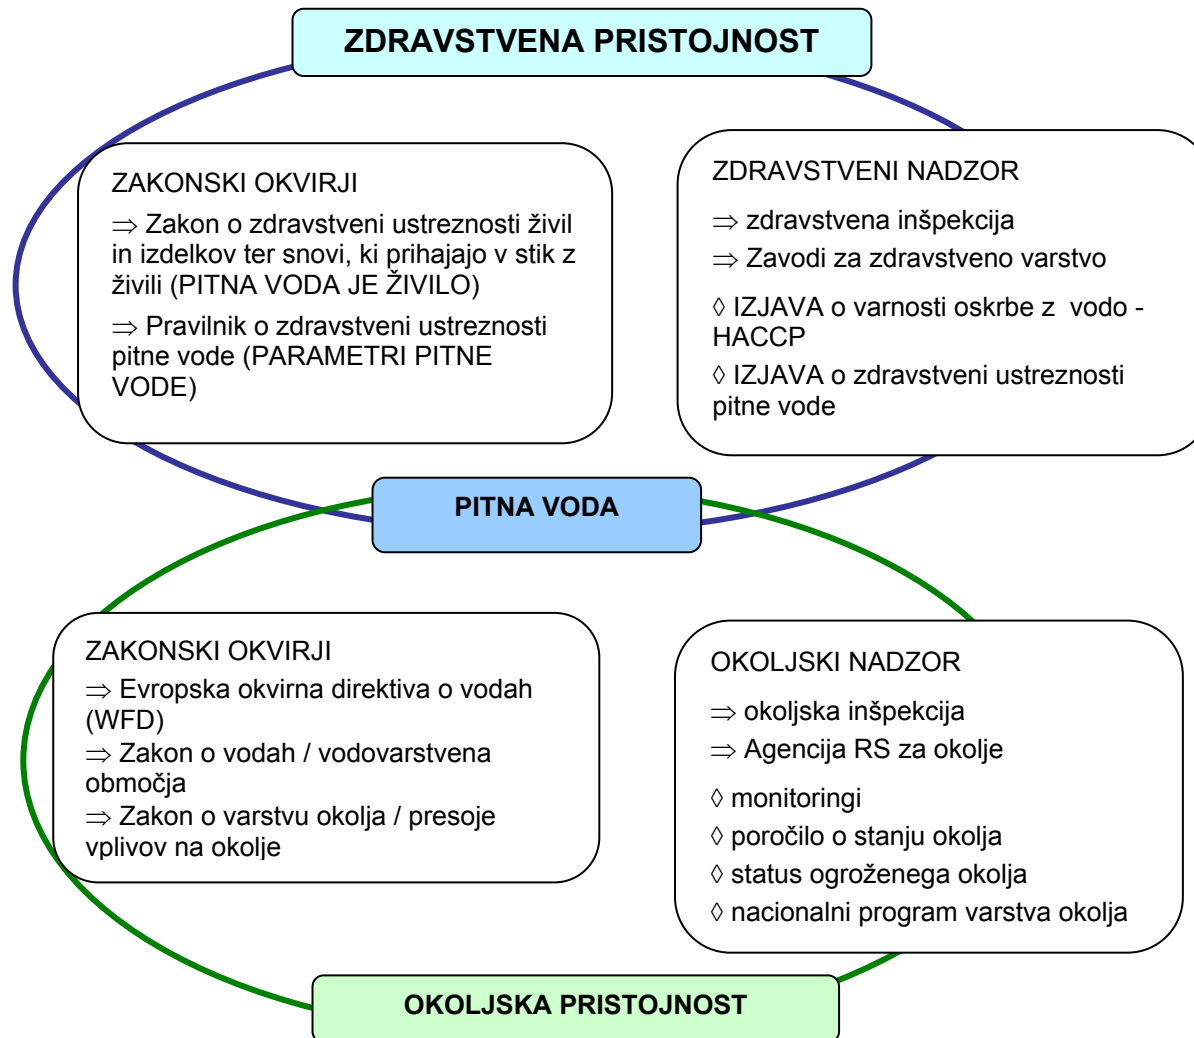 ZDRAVSTVENA PRISTOJNOST
ZAKONSKI OKVIRJI
⇒ Zakon o zdravstveni ustreznosti živil
in izdelkov ter snovi, ki prihajajo v stik z
živili (PITNA VODA JE ŽIVILO)
⇒ Pravilnik o zdravstveni ustreznosti
pitne vode (PARAMETRI PITNE
VODE)
ZDRAVSTVENI NADZOR
⇒ zdravstvena inšpekcija
⇒ Zavodi za zdravstveno varstvo
◊ IZJAVA o varnosti oskrbe z vodo -
HACCP
◊ IZJAVA o zdravstveni ustreznosti
pitne vode
PITNA VODA
ZAKONSKI OKVIRJI
⇒ Evropska okvirna direktiva o vodah
(WFD)
⇒ Zakon o vodah / vodovarstvena
območja
⇒ Zakon o varstvu okolja / presoje
vplivov na okolje
OKOLJSKI NADZOR
⇒ okoljska inšpekcija
⇒ Agencija RS za okolje
◊ monitoringi
◊ poročilo o stanju okolja
◊ status ogroženega okolja
◊ nacionalni program varstva okolja
OKOLJSKA PRISTOJNOST